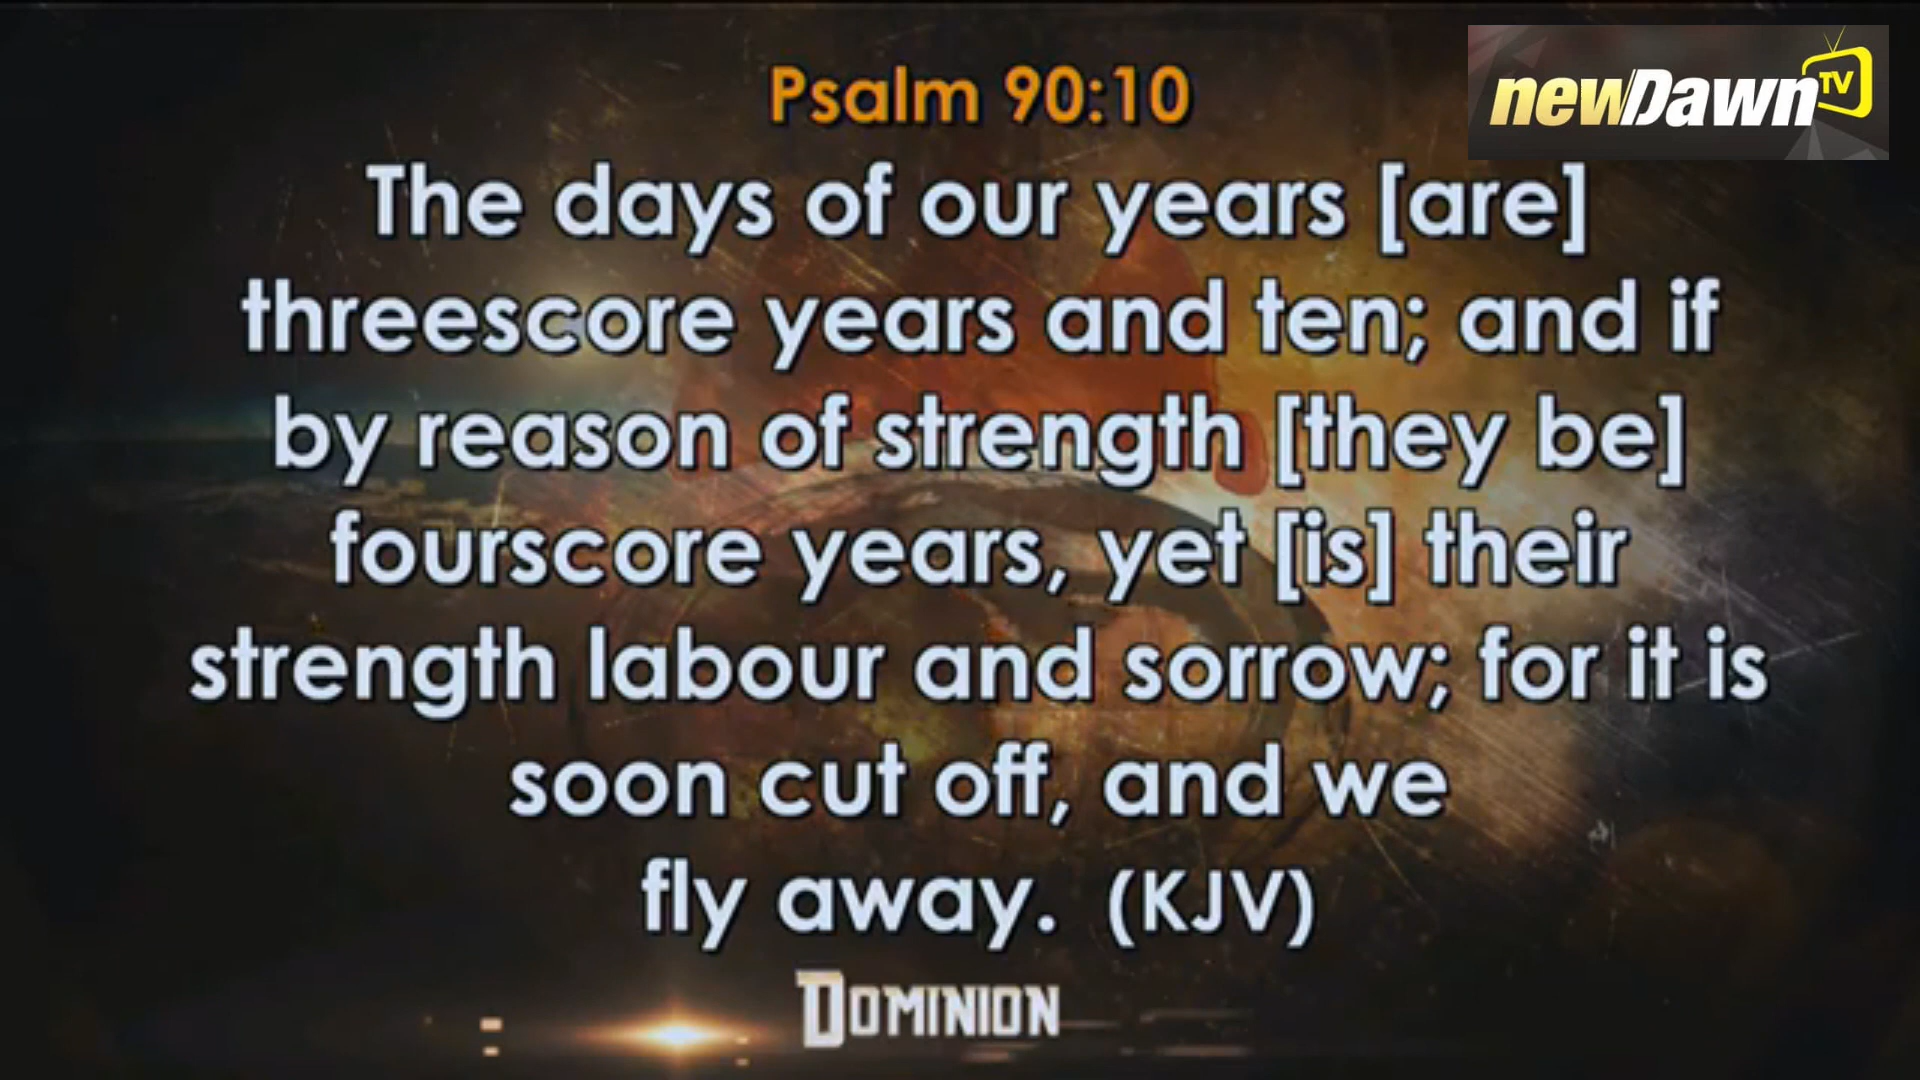 Psalm 90:10
newDawn TV
The days of our years [are]
threescore years and ten; and if
by reason of strength [they be]
fourscore years, yet [is] their
strength labour and sorrow; for it is
soon cut off, and we
fly away. (KJV)
DOMINION